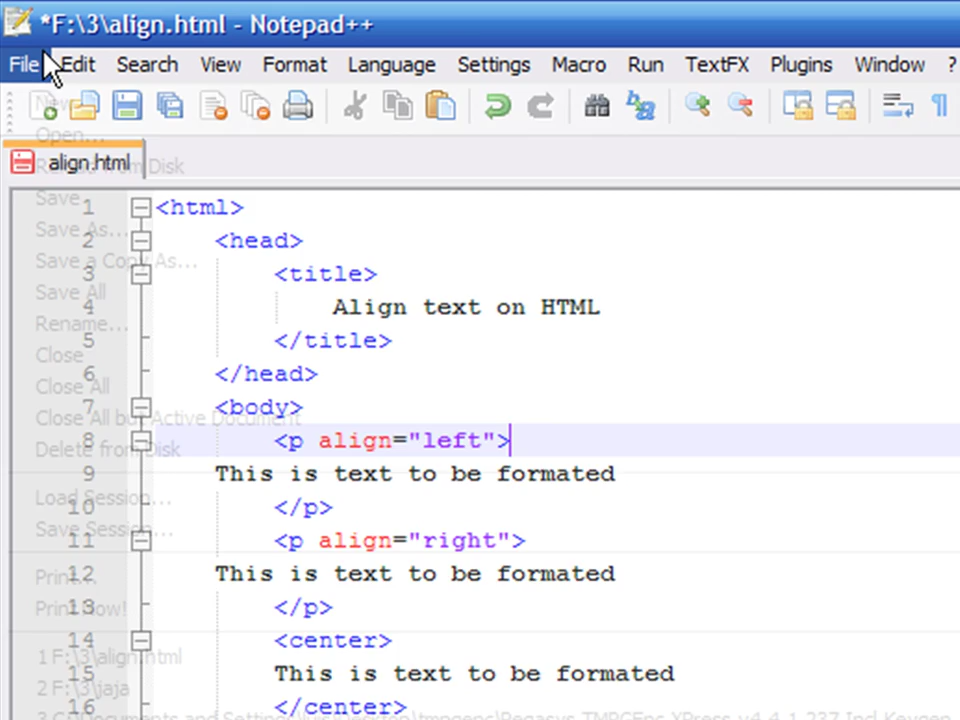 *F:\3\align.html - Notepad++
File Edit Search View Format Language Settings Macro Run TextFX Plugins Window ?
New
Open...
align.html
Reload from Disk
Save
1 <html>
Save As...
2 <head>
Save a Copy As...
3 <title>
Save All
4 Align text on HTML
Rename...
5 </title>
Close
6 </head>
Close All
7 <body>
Close All but Active Document
8 <p align="left">
Delete from Disk
9 This is text to be formated
Load Session...
10 </p>
Save Session...
11 <p align="right">
Print...
12 This is text to be formated
Print Now!
13 </p>
14 <center>
1 F:\3\align.html
15 This is text to be formated
2 F:\3\jaja
16 </center>